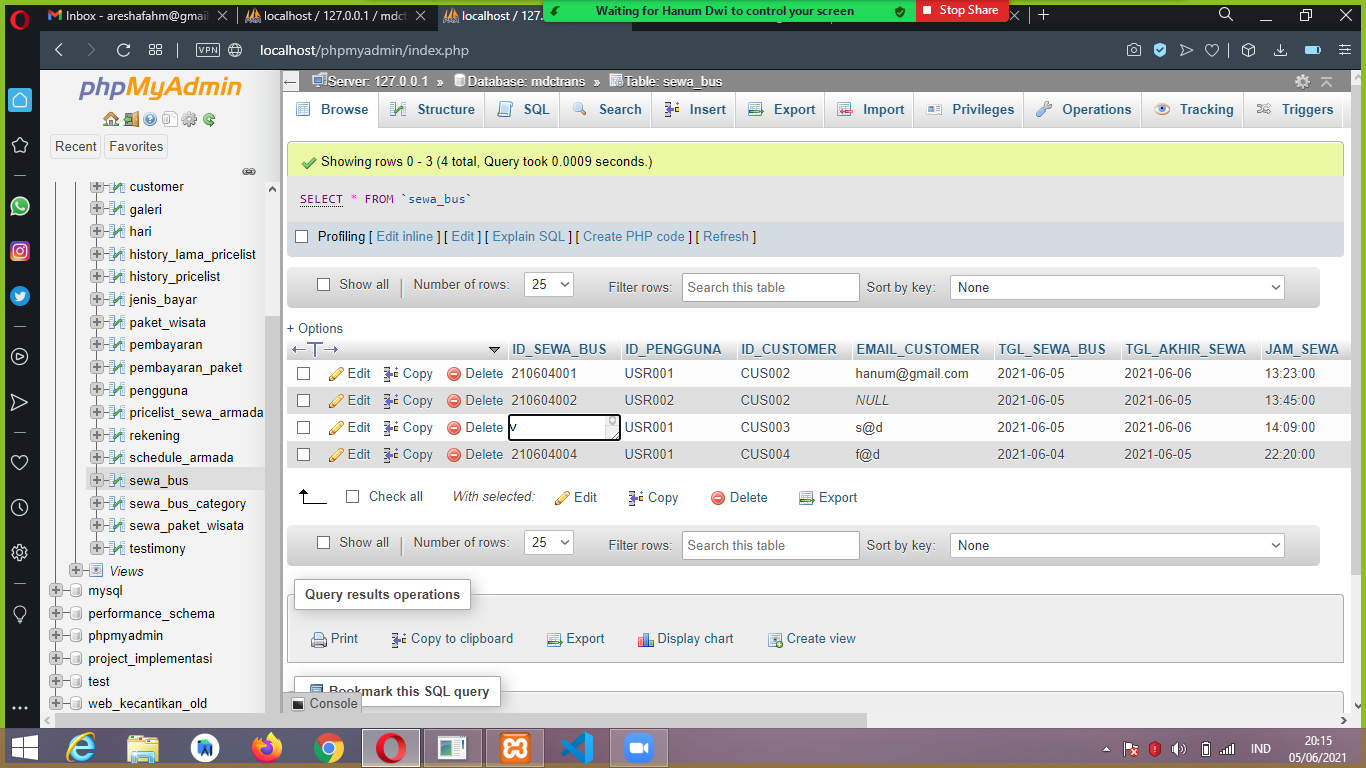 Inbox - areshafahm@gmail
localhost / 127.0.0.1 / mdct
localhost / 127.0.
Waiting for Hanum Dwi to control your screen
Stop Share
VPN
localhost/phpmyadmin/index.php
phpMyAdmin
Recent
Favorites
customer
galeri
hari
history_lama_pricelist
history_pricelist
jenis_bayar
paket_wisata
pembayaran
pembayaran_paket
pengguna
pricelist_sewa_armada
rekening
schedule_armada
sewa_bus
sewa_bus_category
sewa_paket_wisata
testimony
Views
mysql
performance_schema
phpmyadmin
project_implementasi
test
web_kecantikan_old
Server: 127.0.0.1 » Database: mdctrans » Table: sewa_bus
Browse Structure SQL Search Insert Export Import Privileges Operations Tracking Triggers
Showing rows 0 - 3 (4 total, Query took 0.0009 seconds.)
SELECT * FROM `sewa_bus`
Profiling [ Edit inline ] [ Edit ] [ Explain SQL ] [ Create PHP code ] [ Refresh ]
Show all | Number of rows: 25 Filter rows: Search this table Sort by key: None
+ Options
ID_SEWA_BUS ID_PENGGUNA ID_CUSTOMER EMAIL_CUSTOMER TGL_SEWA_BUS TGL_AKHIR_SEWA JAM_SEWA
Edit Copy Delete 210604001 USR001 CUS002 hanum@gmail.com 2021-06-05 2021-06-06 13:23:00
Edit Copy Delete 210604002 USR002 CUS002 NULL 2021-06-05 2021-06-05 13:45:00
Edit Copy Delete v USR001 CUS003 s@d 2021-06-05 2021-06-06 14:09:00
Edit Copy Delete 210604004 USR001 CUS004 f@d 2021-06-04 2021-06-05 22:20:00
Check all With selected: Edit Copy Delete Export
Show all | Number of rows: 25 Filter rows: Search this table Sort by key: None
Query results operations
Print Copy to clipboard Export Display chart Create view
Bookmark this SQL query
Console
IND
20:15
05/06/2021